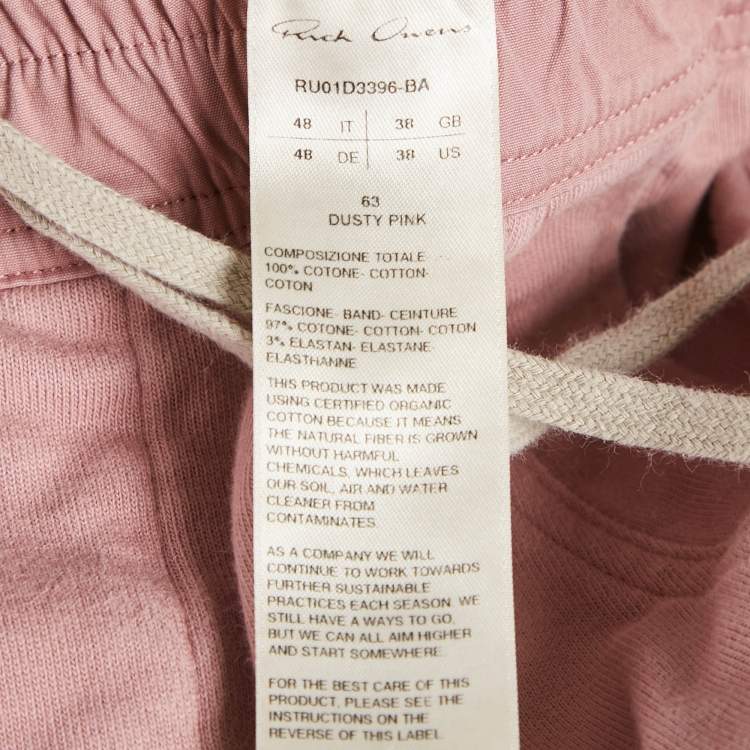 Rick Owens
RU01D3396-BA
48 IT 38 GB
48 DE 38 US
63
DUSTY PINK
COMPOSIZIONE TOTALE
100% COTONE- COTTON-
COTON
FASCIONE- BAND- CEINTURE
97% COTONE- COTTON- COTON
3% ELASTAN- ELASTANE-
ELASTHANNE
THIS PRODUCT WAS MADE
USING CERTIFIED ORGANIC
COTTON BECAUSE IT MEANS
THE NATURAL FIBER IS GROWN
WITHOUT HARMFUL
CHEMICALS, WHICH LEAVES
OUR SOIL, AIR AND WATER
CLEANER FROM
CONTAMINATES.
AS A COMPANY WE WILL
CONTINUE TO WORK TOWARDS
FURTHER SUSTAINABLE
PRACTICES EACH SEASON. WE
STILL HAVE A WAYS TO GO,
BUT WE CAN ALL AIM HIGHER
AND START SOMEWHERE.
FOR THE BEST CARE OF THIS
PRODUCT, PLEASE SEE THE
INSTRUCTIONS ON THE
REVERSE OF THIS LABEL.